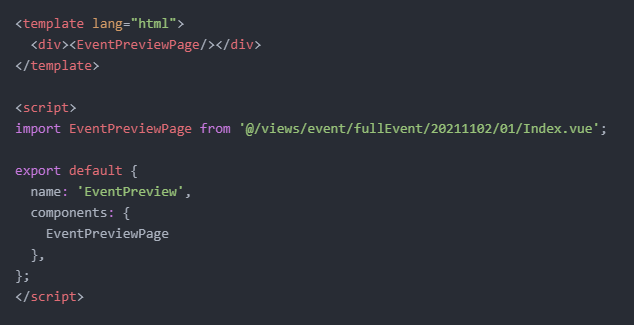 <template lang="html">
  <div><EventPreviewPage/></div>
</template>

<script>
import EventPreviewPage from '@/views/event/fullEvent/20211102/01/Index.vue';

export default {
  name: 'EventPreview',
  components: {
    EventPreviewPage
  },
};
</script>